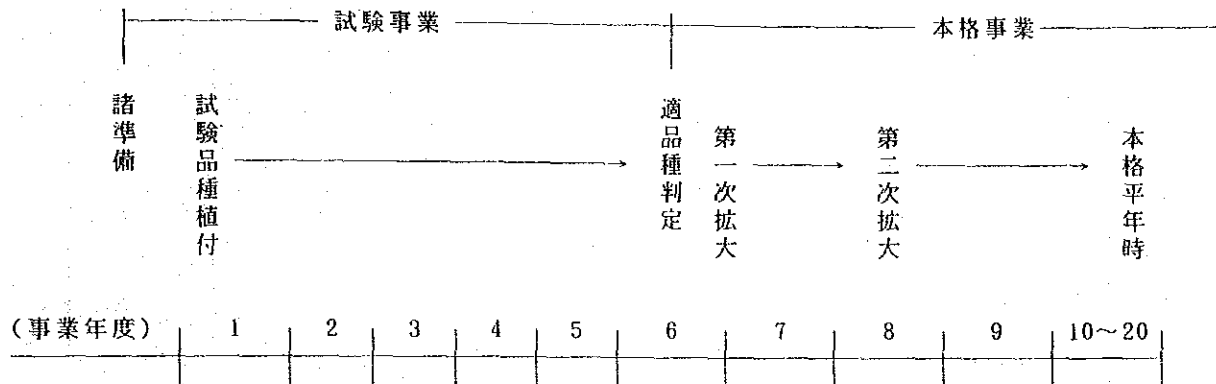 試験事業
本格事業
諸準備
試験品種植付
適品種判定
第一次拡大
第二次拡大
本格平年時
(事業年度) 1 2 3 4 5 6 7 8 9 10～20